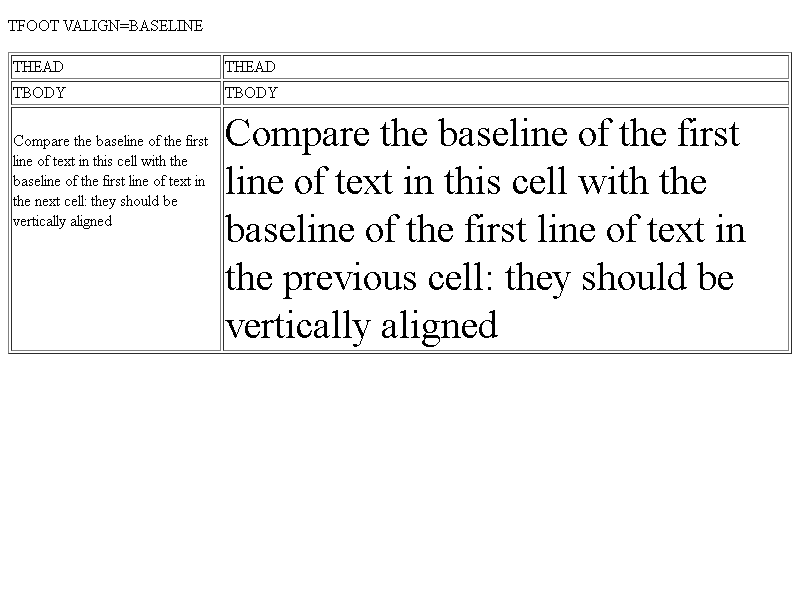 TFOOT VALIGN=BASELINE
THEAD THEAD
TBODY TBODY
Compare the baseline of the first
line of text in this cell with the
baseline of the first line of text in
the next cell: they should be
vertically aligned
Compare the baseline of the first
line of text in this cell with the
baseline of the first line of text in
the previous cell: they should be
vertically aligned